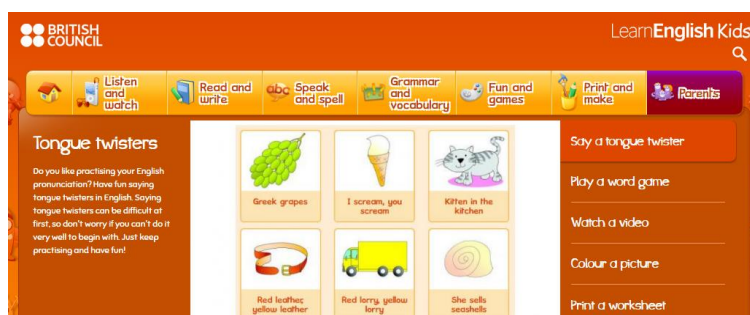 BRITISH
COUNCIL
LearnEnglish Kids
Listen
and
watch
Read and
write
abc
Speak
and spell
Grammar
and
vocabulary
Fun and
games
Print and
make
Parents
Tongue twisters
Do you like practising your English
pronunciation? Have fun saying
tongue twisters in English. Saying
tongue twisters can be difficult at
first, so don't worry if you can't do it
very well to begin with. Just keep
practising and have fun!
Greek grapes
I scream, you
scream
Kitten in the
kitchen
Red leather,
yellow leather
Red lorry, yellow
lorry
She sells
seashells
Say a tongue twister
Play a word game
Watch a video
Colour a picture
Print a worksheet